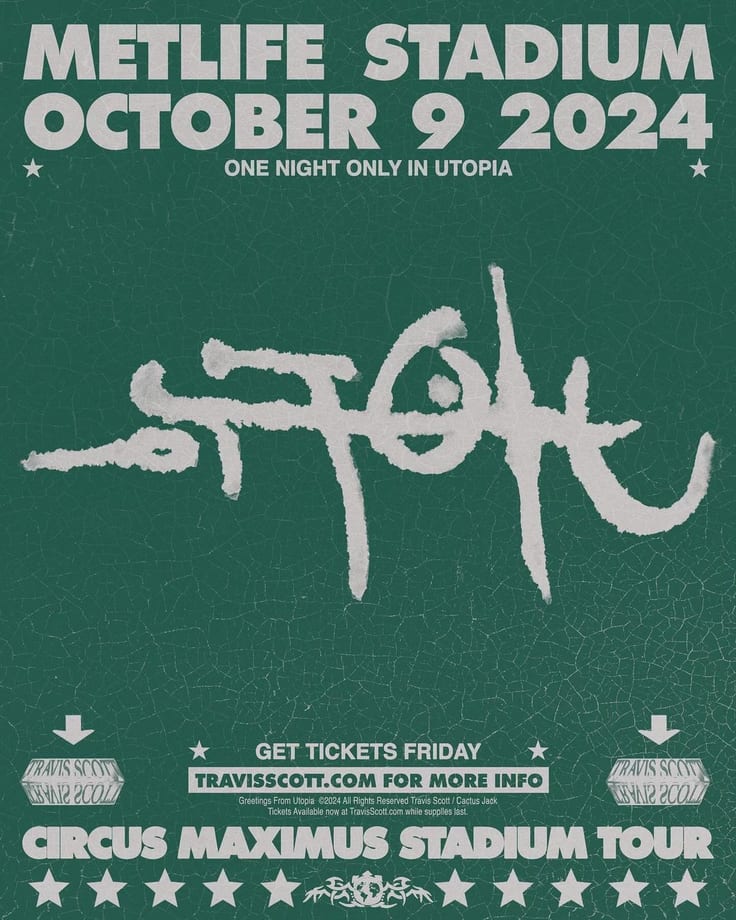 METLIFE STADIUM
OCTOBER 9 2024
ONE NIGHT ONLY IN UTOPIA
GET TICKETS FRIDAY
TRAVISSCOTT.COM FOR MORE INFO
TRAVIS SCOTT
TRAVIS SCOTT
Greetings From Utopia ©2024 All Rights Reserved Travis Scott / Cactus Jack
Tickets Available now at TravisScott.com while supplies last.
CIRCUS MAXIMUS STADIUM TOUR